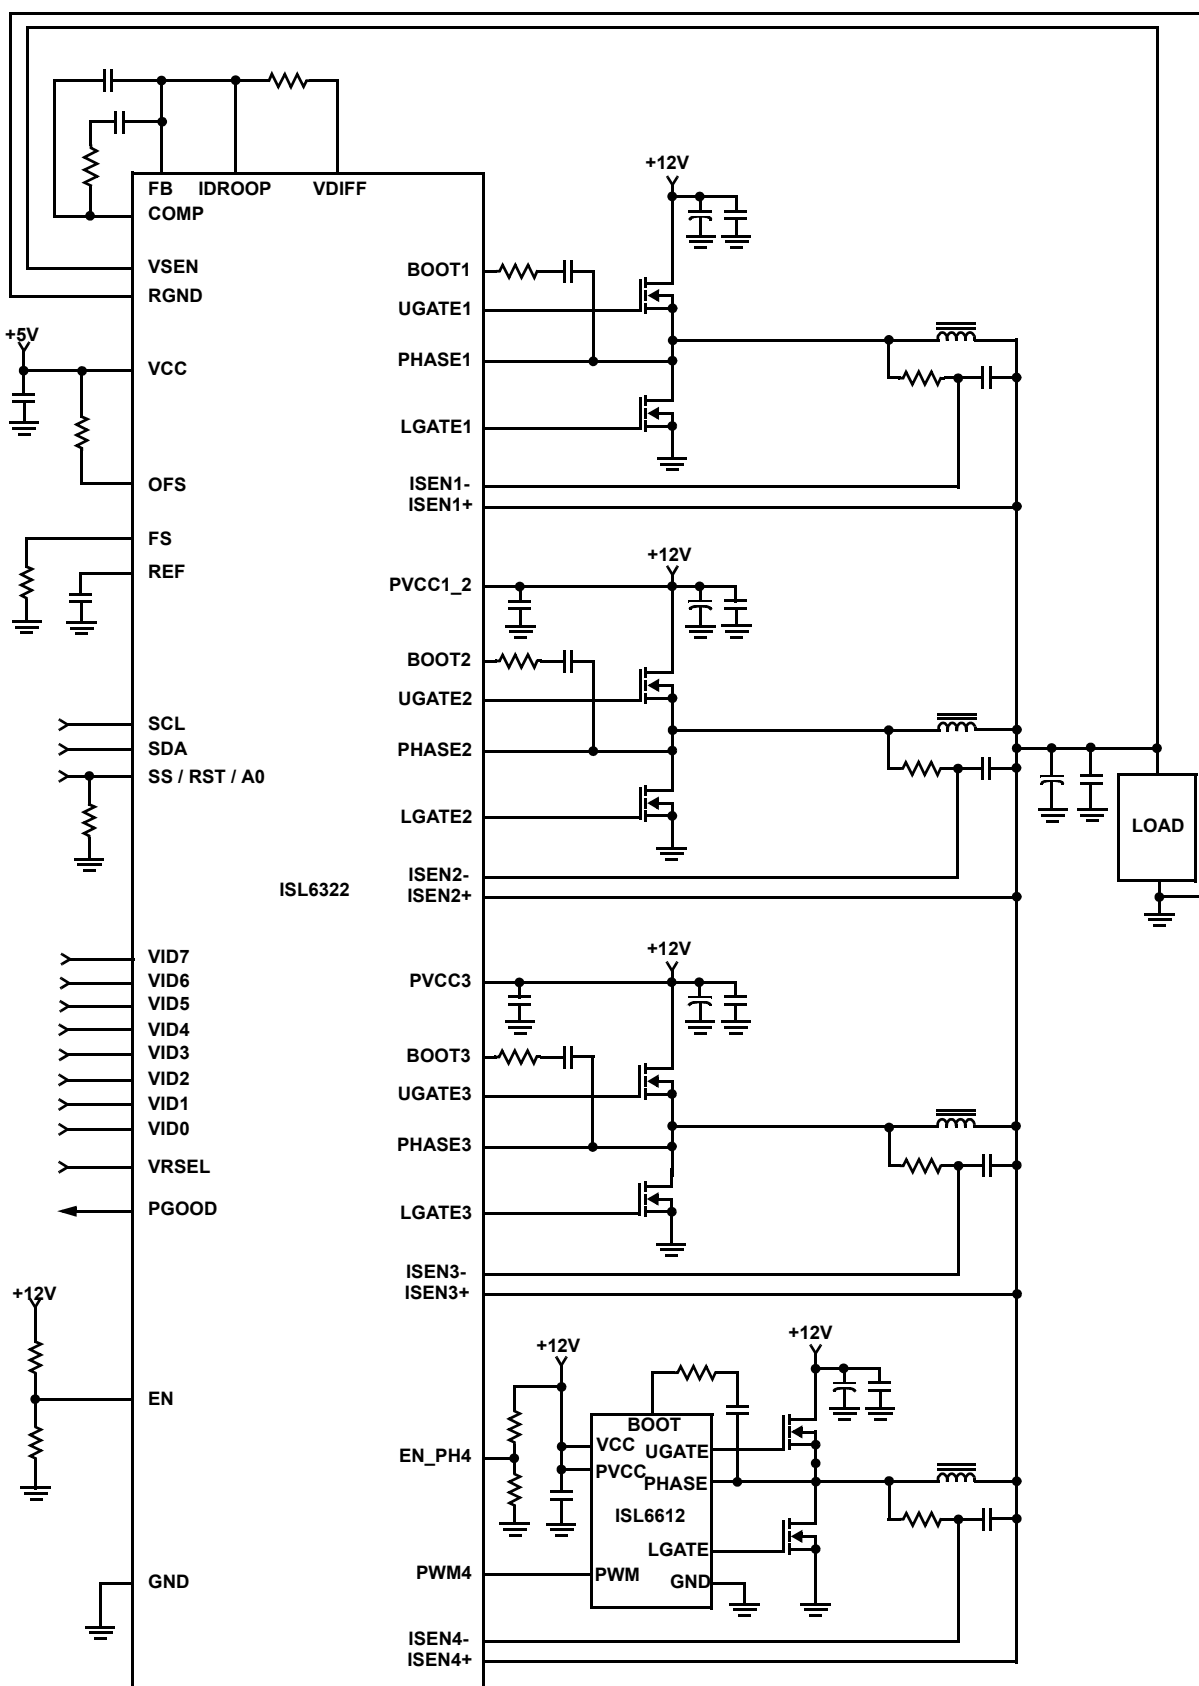 FB IDROOP VDIFF
COMP
VSEN
RGND
+5V
VCC
OFS
FS
REF
SCL
SDA
SS / RST / A0
ISL6322
VID7
VID6
VID5
VID4
VID3
VID2
VID1
VID0
VRSEL
PGOOD
+12V
EN
GND
+12V
BOOT1
UGATE1
PHASE1
LGATE1
ISEN1-
ISEN1+
+12V
PVCC1_2
BOOT2
UGATE2
PHASE2
LGATE2
ISEN2-
ISEN2+
LOAD
+12V
PVCC3
BOOT3
UGATE3
PHASE3
LGATE3
ISEN3-
ISEN3+
+12V
+12V
EN_PH4
PWM4
BOOT
VCC
UGATE
PVCC
PHASE
ISL6612
LGATE
PWM
GND
ISEN4-
ISEN4+